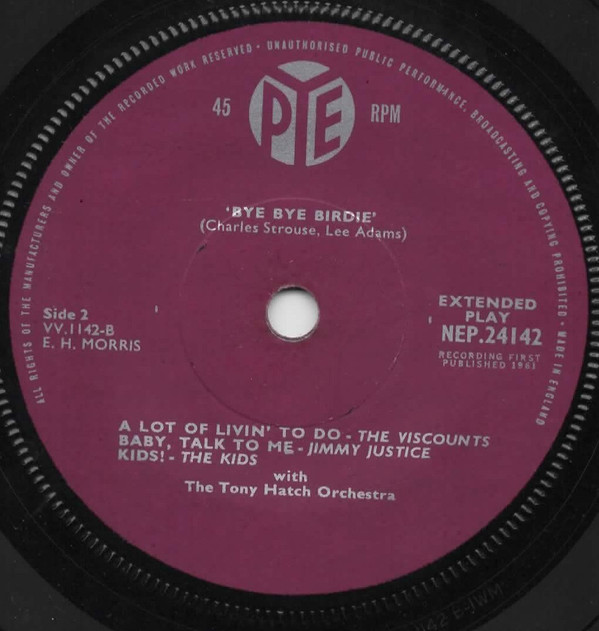 ALL RIGHTS OF THE MANUFACTURERS AND OWNER OF THE RECORDED WORK RESERVED · UNAUTHORISED PUBLIC PERFORMANCE, BROADCASTING AND COPYING PROHIBITED · MADE IN ENGLAND
45 PYE RPM
'BYE BYE BIRDIE'
(Charles Strouse, Lee Adams)
Side 2
VV.1142-B
E. H. MORRIS
EXTENDED
PLAY
NEP.24142
RECORDING FIRST
PUBLISHED 1961
A LOT OF LIVIN' TO DO - THE VISCOUNTS
BABY, TALK TO ME - JIMMY JUSTICE
KIDS! - THE KIDS
with
The Tony Hatch Orchestra